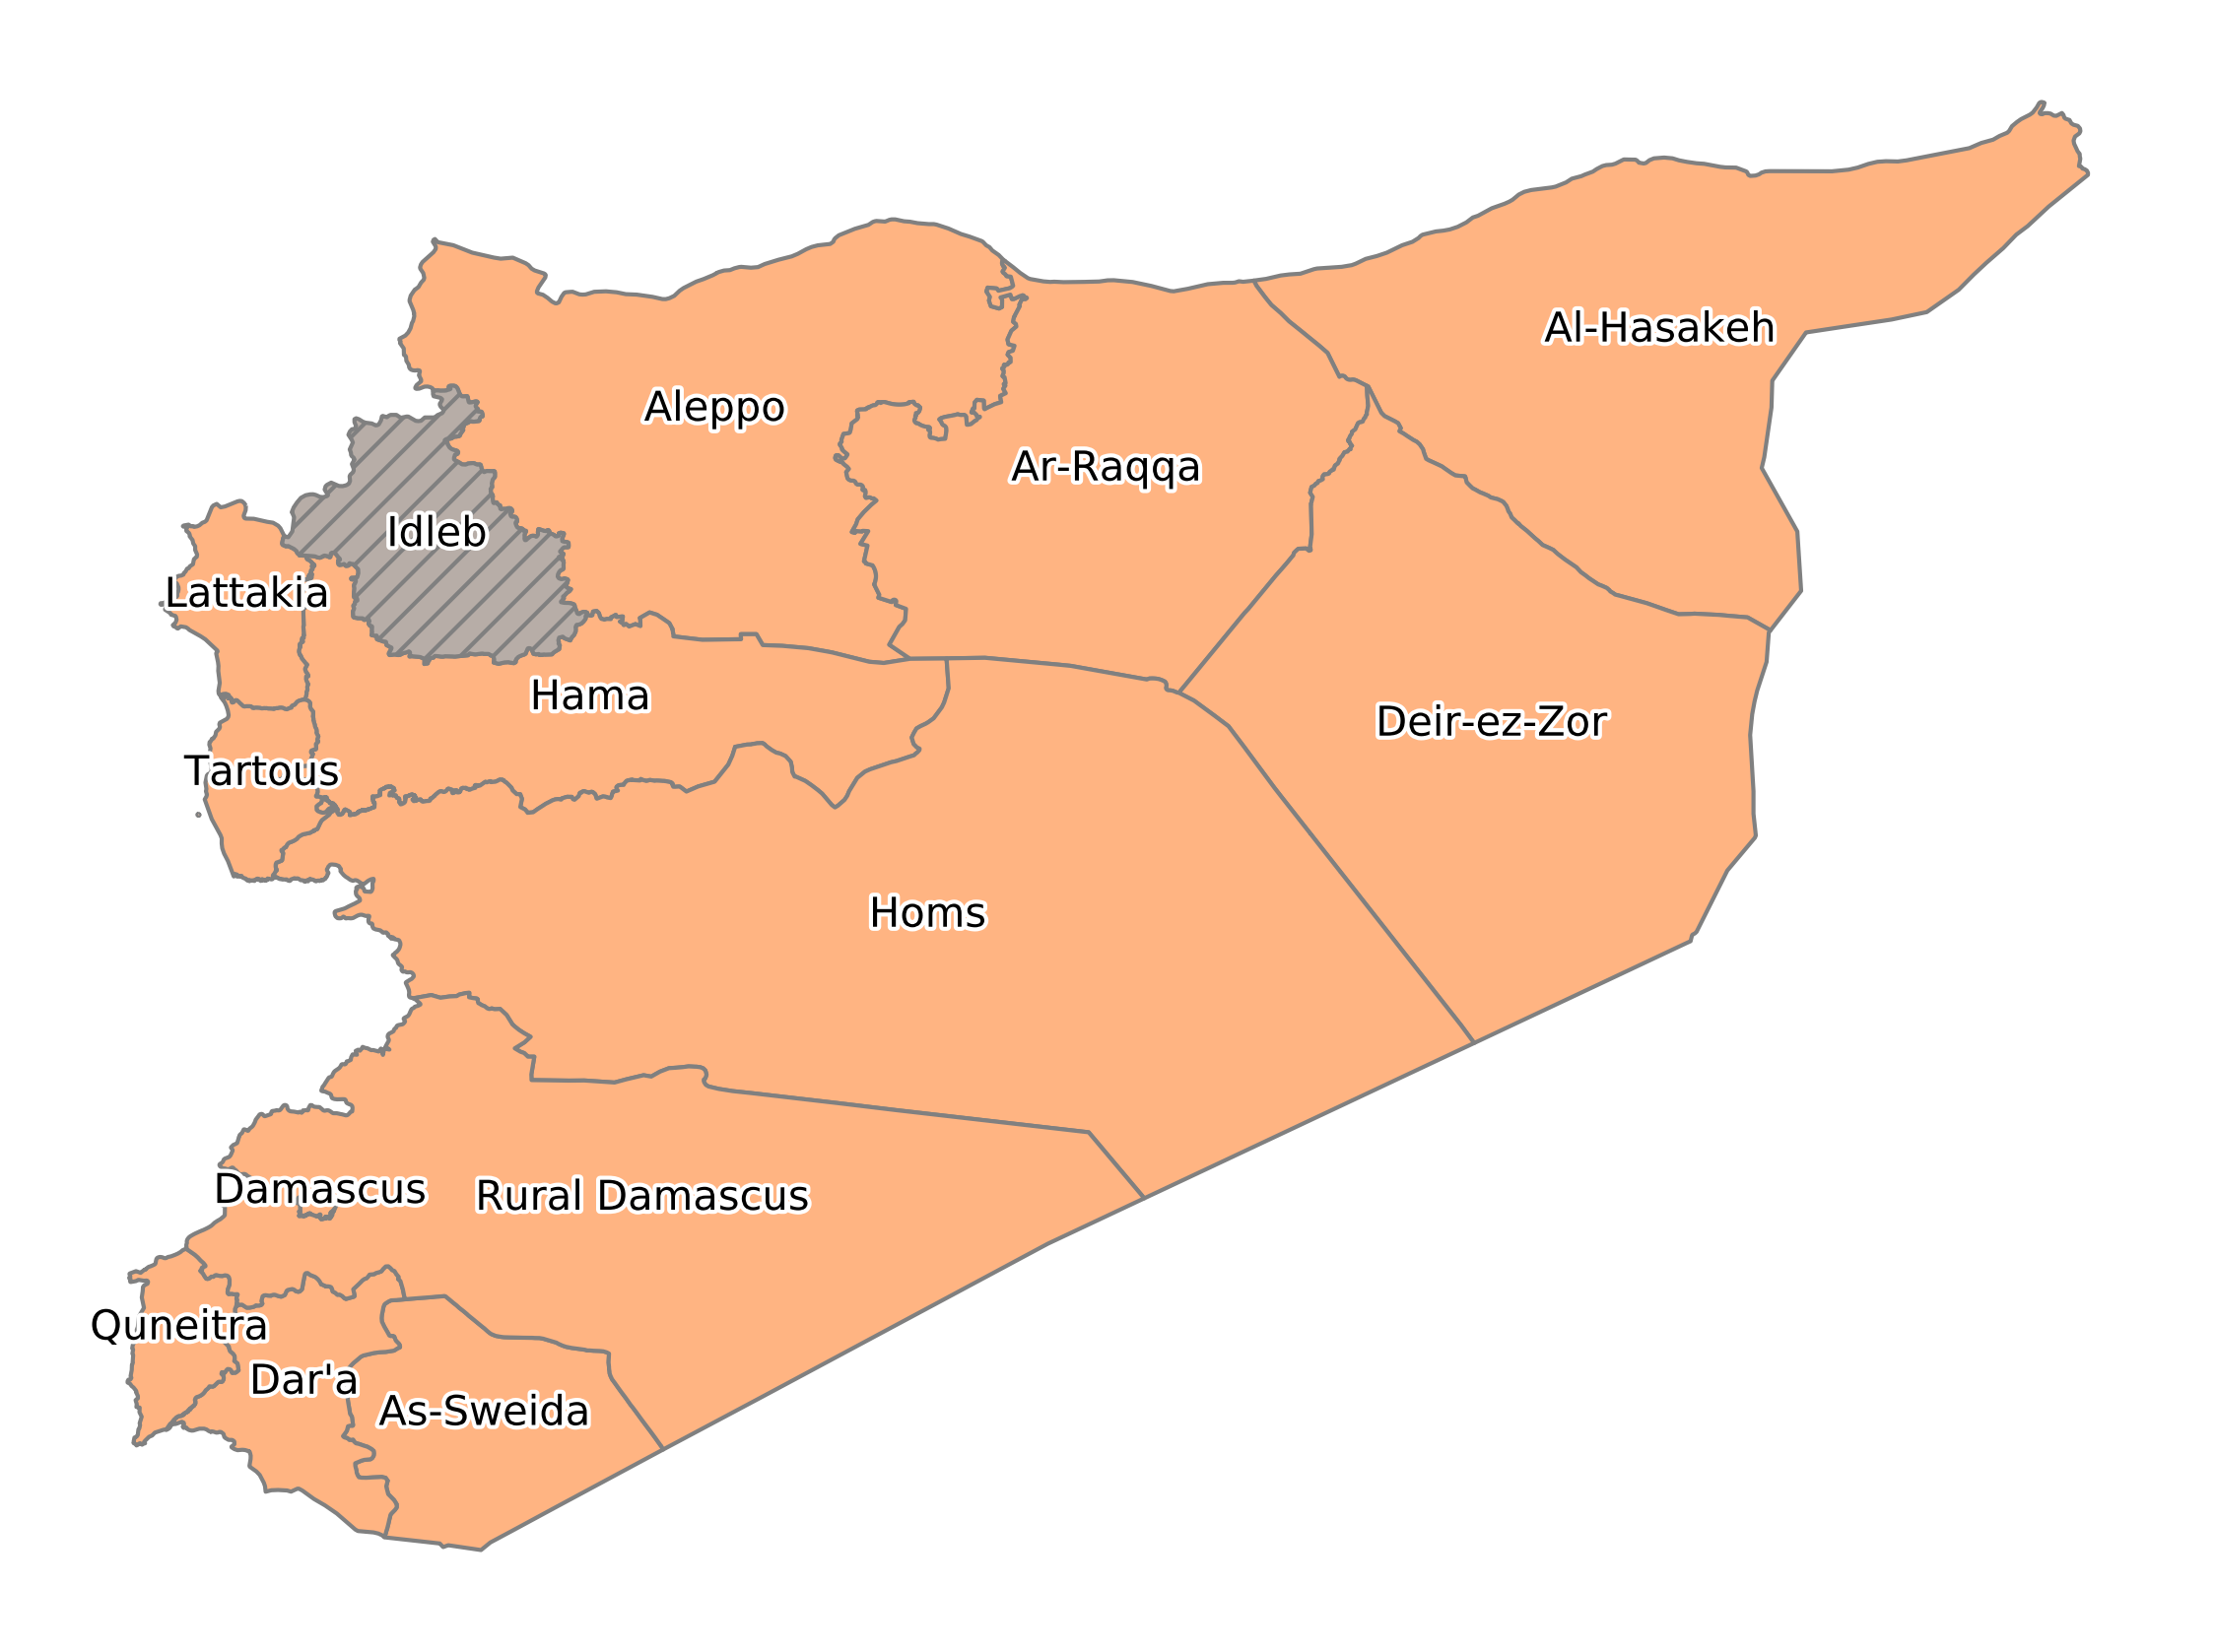 Al-Hasakeh
Aleppo
Ar-Raqqa
Idleb
Lattakia
Hama
Deir-ez-Zor
Tartous
Homs
Damascus
Rural Damascus
Quneitra
Dar'a
As-Sweida